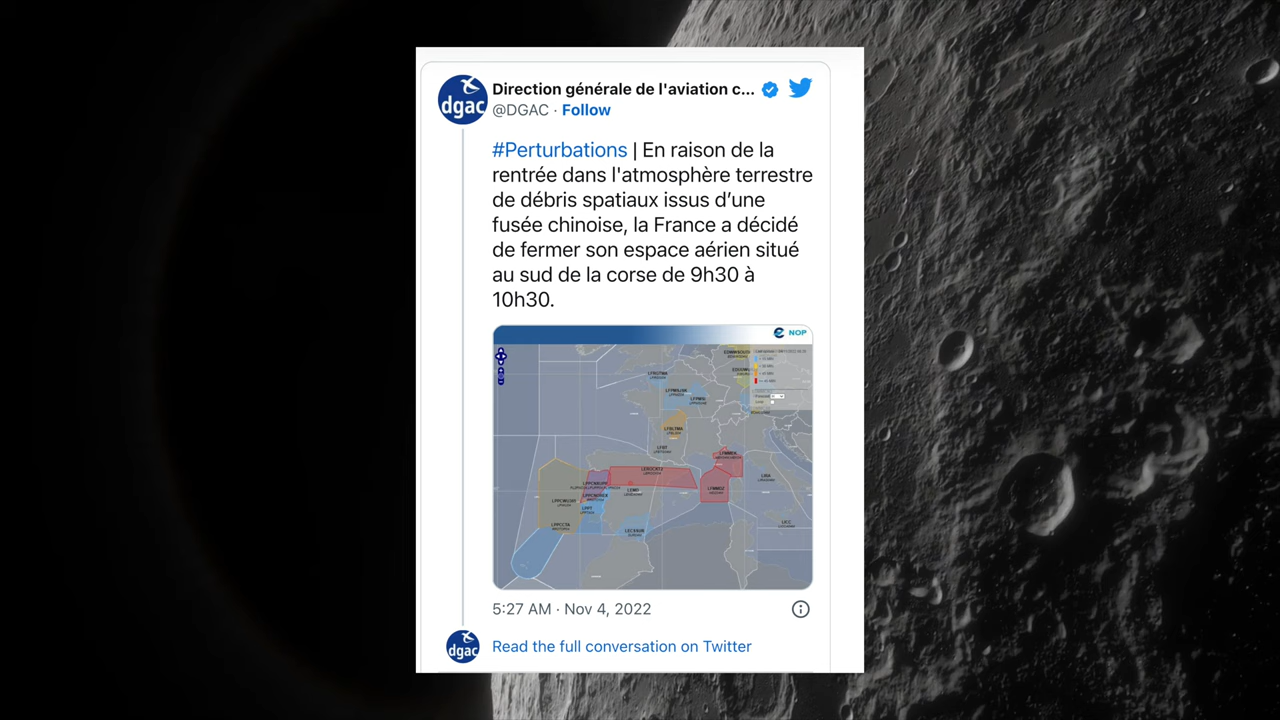 dgac
Direction générale de l'aviation c...
@DGAC · Follow
#Perturbations | En raison de la
rentrée dans l'atmosphère terrestre
de débris spatiaux issus d’une
fusée chinoise, la France a décidé
de fermer son espace aérien situé
au sud de la corse de 9h30 à
10h30.
NOP
5:27 AM · Nov 4, 2022
dgac
Read the full conversation on Twitter